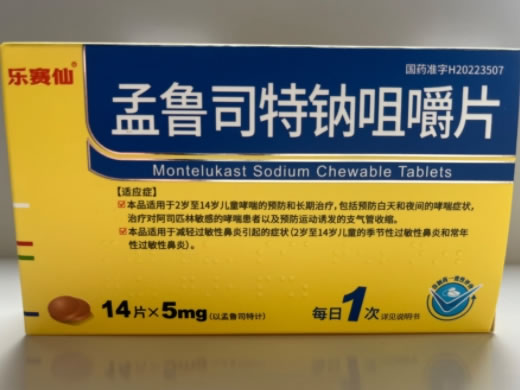 乐赛仙®
国药准字H20223507
孟鲁司特钠咀嚼片
Montelukast Sodium Chewable Tablets
【适应症】
本品适用于2岁至14岁儿童哮喘的预防和长期治疗,包括预防白天和夜间的哮喘症状,
治疗对阿司匹林敏感的哮喘患者以及预防运动诱发的支气管收缩。
本品适用于减轻过敏性鼻炎引起的症状(2岁至14岁儿童的季节性过敏性鼻炎和常年
性过敏性鼻炎)。
14片×5mg(以孟鲁司特计)
每日1次 详见说明书